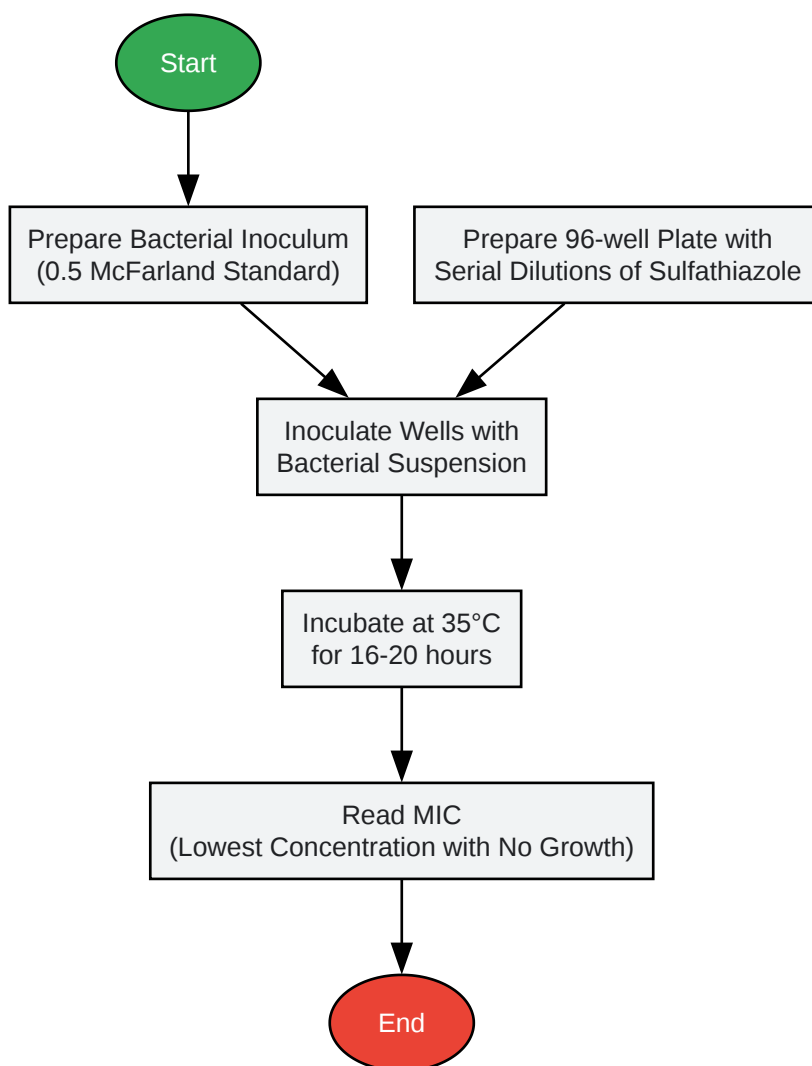 Start
Prepare Bacterial Inoculum
(0.5 McFarland Standard)
Prepare 96-well Plate with
Serial Dilutions of Sulfathiazole
Inoculate Wells with
Bacterial Suspension
Incubate at 35°C
for 16-20 hours
Read MIC
(Lowest Concentration with No Growth)
End